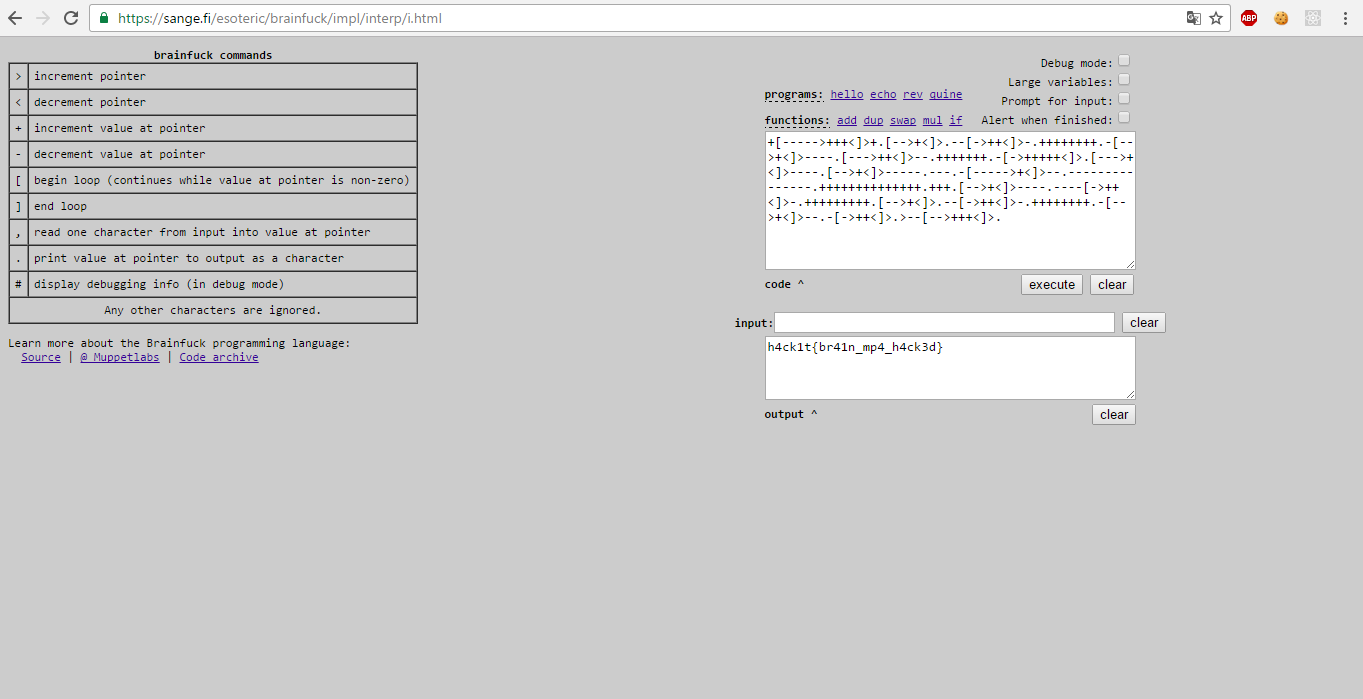 https://sange.fi/esoteric/brainfuck/impl/interp/i.html
ABP
brainfuck commands
> increment pointer
< decrement pointer
+ increment value at pointer
- decrement value at pointer
[ begin loop (continues while value at pointer is non-zero)
] end loop
, read one character from input into value at pointer
. print value at pointer to output as a character
# display debugging info (in debug mode)
Any other characters are ignored.
Learn more about the Brainfuck programming language:
Source | @ Muppetlabs | Code archive
Debug mode:
Large variables:
programs: hello echo rev quine
Prompt for input:
functions: add dup swap mul if
Alert when finished:
+[----->+++<]>+.[-->+<]>.--[->++<]>-.++++++++.-[--
>+<]>----.[--->++<]>--.+++++++.-[->+++++<]>.[--->+
<]>----.[-->+<]>-----.---.-[----->+<]>--.---------
------.++++++++++++++.+++.[-->+<]>----.----[->++
<]>-.+++++++++.[-->+<]>.--[->++<]>-.++++++++.-[--
>+<]>--.-[->++<]>.>--[-->+++<]>.
code ^
execute
clear
input:
clear
h4ck1t{br41n_mp4_h4ck3d}
output ^
clear